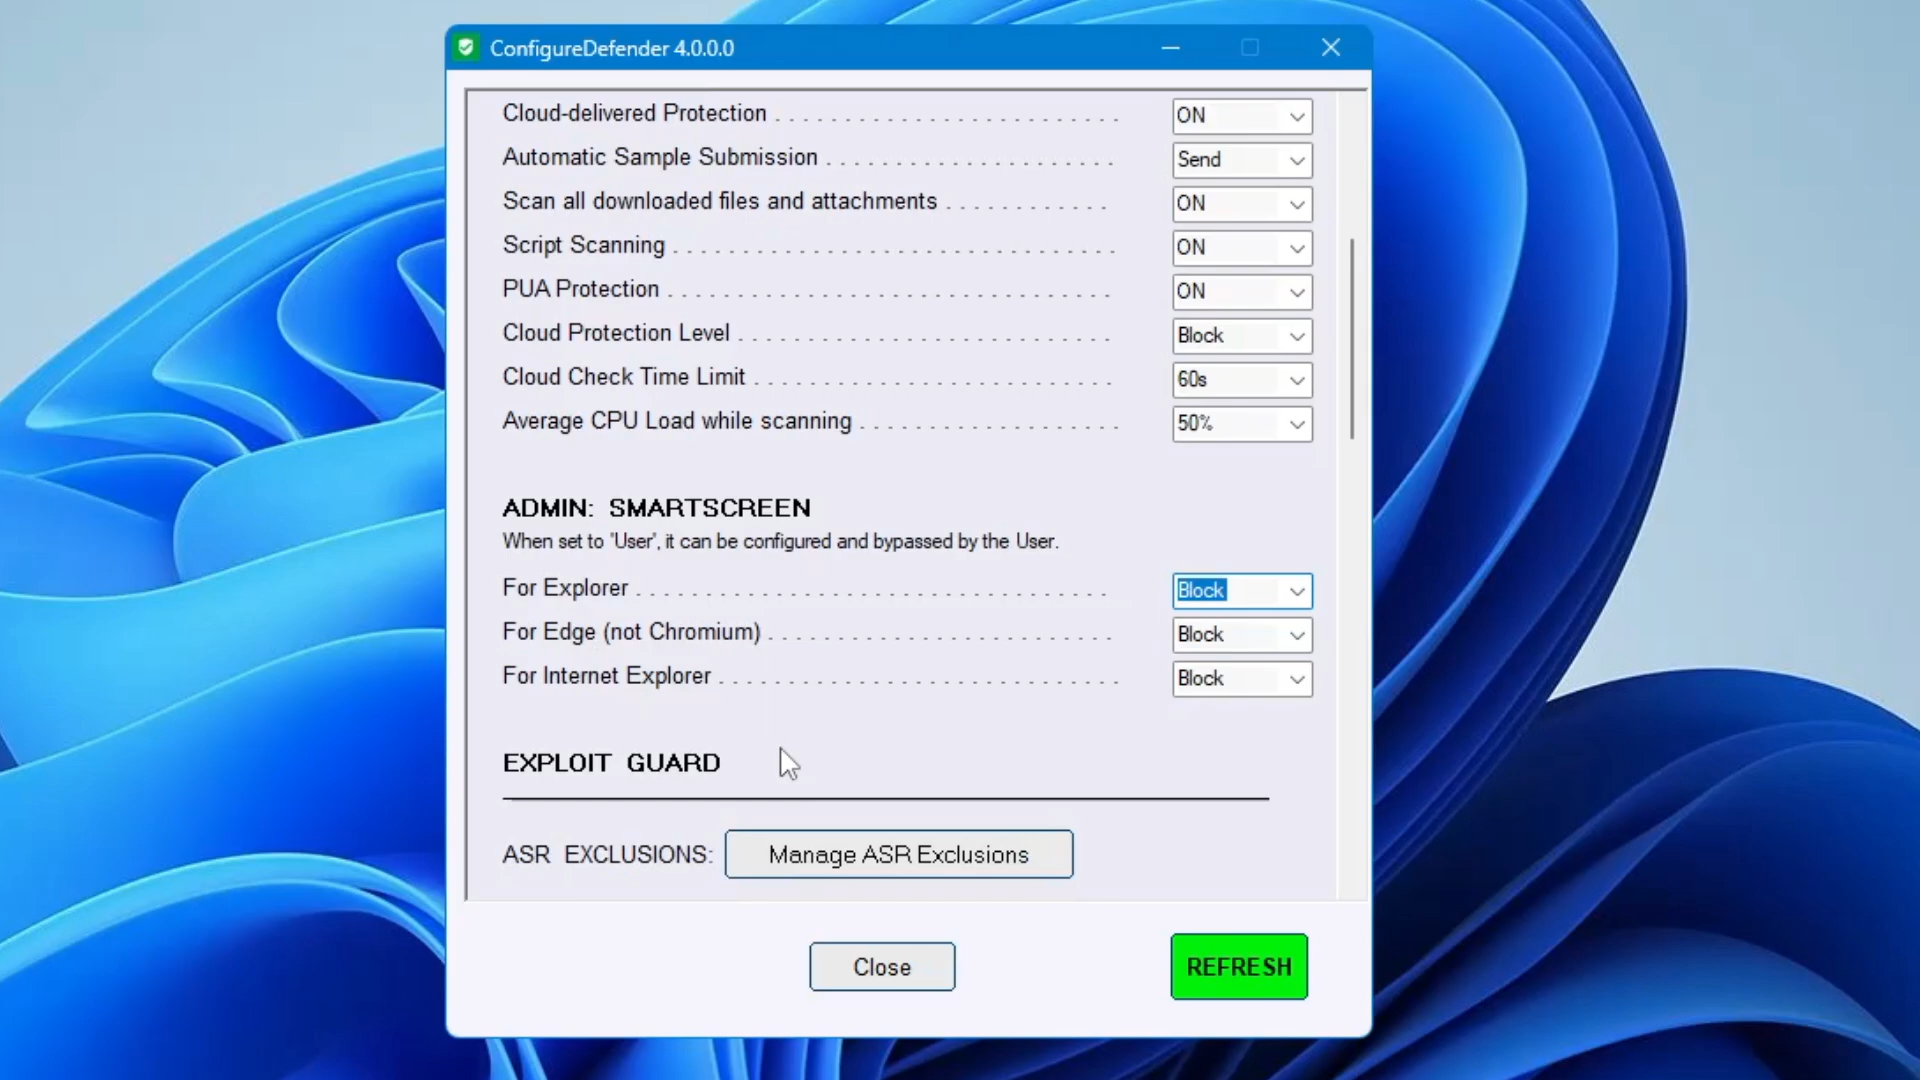 ConfigureDefender 4.0.0.0
Cloud-delivered Protection . . . . . . . . . . . . . . . . . . . . . . . . . ON
Automatic Sample Submission . . . . . . . . . . . . . . . . . . . . . Send
Scan all downloaded files and attachments . . . . . . . . . . . . ON
Script Scanning . . . . . . . . . . . . . . . . . . . . . . . . . . . . . . . . ON
PUA Protection . . . . . . . . . . . . . . . . . . . . . . . . . . . . . . . . ON
Cloud Protection Level . . . . . . . . . . . . . . . . . . . . . . . . . . . Block
Cloud Check Time Limit . . . . . . . . . . . . . . . . . . . . . . . . . . 60s
Average CPU Load while scanning . . . . . . . . . . . . . . . . . . . 50%
ADMIN: SMARTSCREEN
When set to 'User', it can be configured and bypassed by the User.
For Explorer . . . . . . . . . . . . . . . . . . . . . . . . . . . . . . . . . . Block
For Edge (not Chromium) . . . . . . . . . . . . . . . . . . . . . . . . . Block
For Internet Explorer . . . . . . . . . . . . . . . . . . . . . . . . . . . . . Block
EXPLOIT GUARD
ASR EXCLUSIONS: Manage ASR Exclusions
Close REFRESH